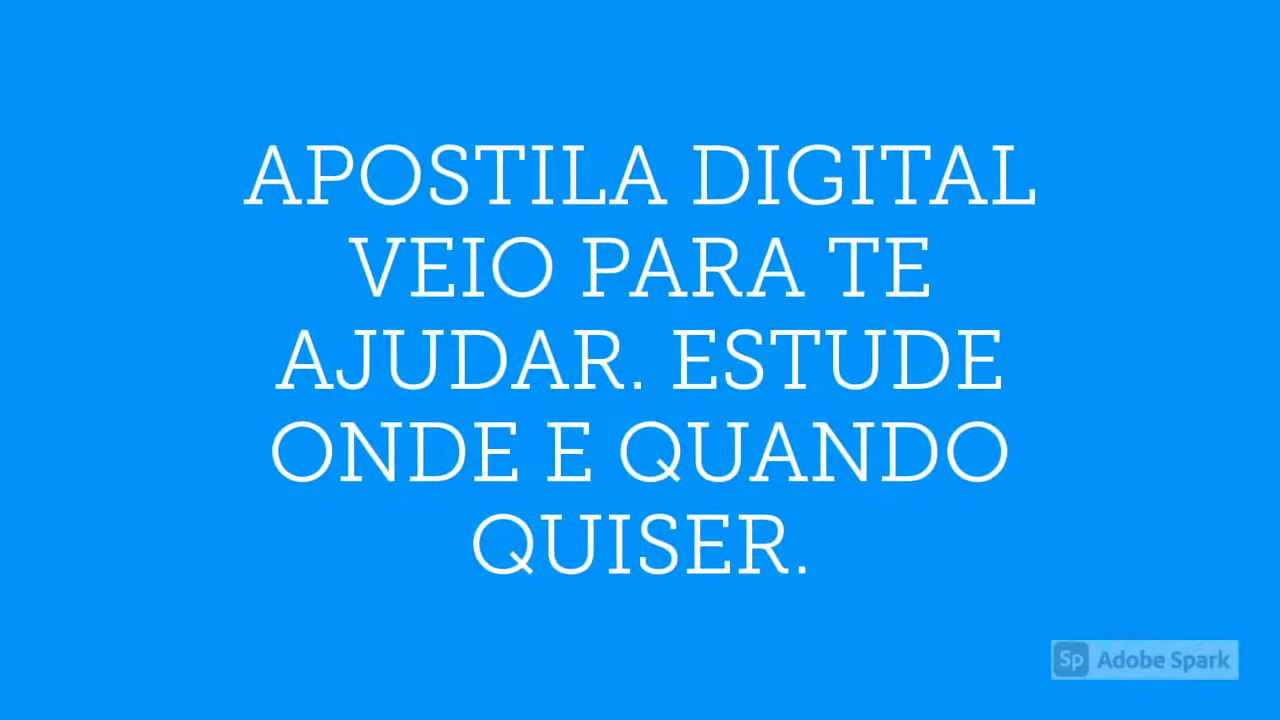 APOSTILA DIGITAL
VEIO PARA TE
AJUDAR. ESTUDE
ONDE E QUANDO
QUISER.
Sp Adobe Spark